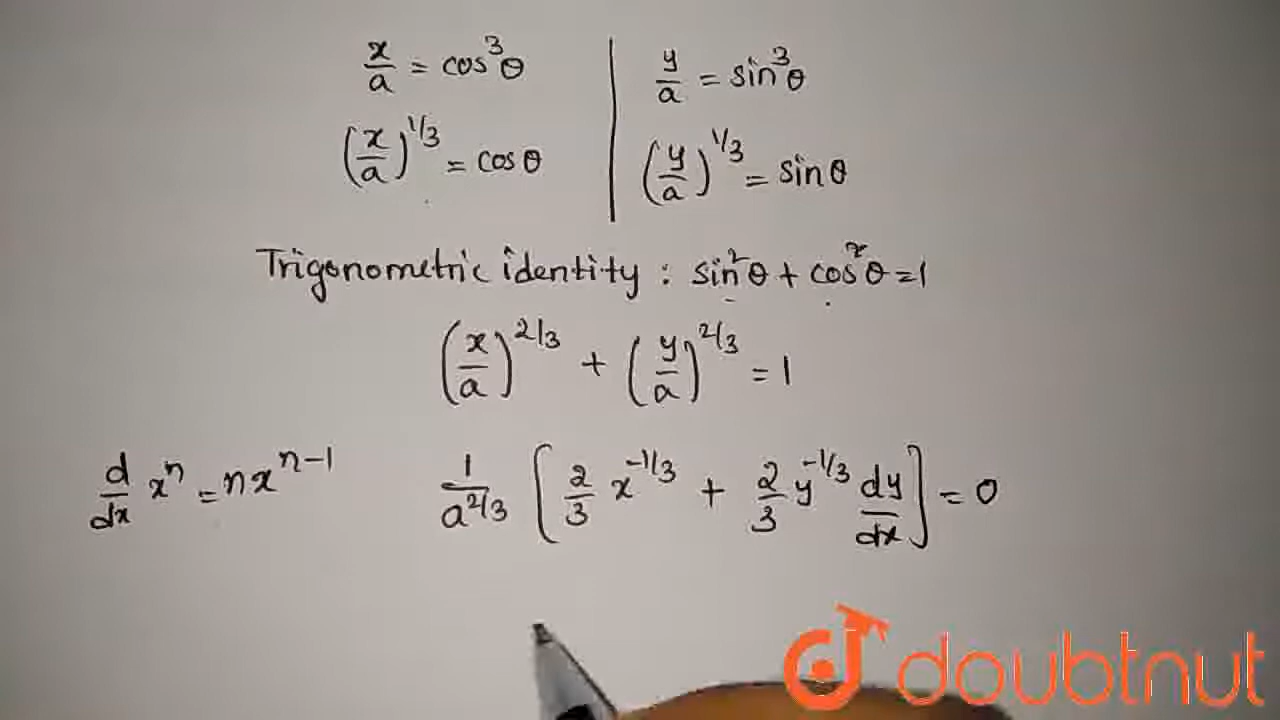 x/a = cos³θ
(x/a)^1/3 = cosθ
y/a = sin³θ
(y/a)^1/3 = sinθ
Trigonometric identity : sin²θ + cos²θ = 1
(x/a)^2/3 + (y/a)^2/3 = 1
d/dx xⁿ = nx^n-1
1/a^2/3 [2/3 x^-1/3 + 2/3 y^-1/3 dy/dx] = 0
doubtnut